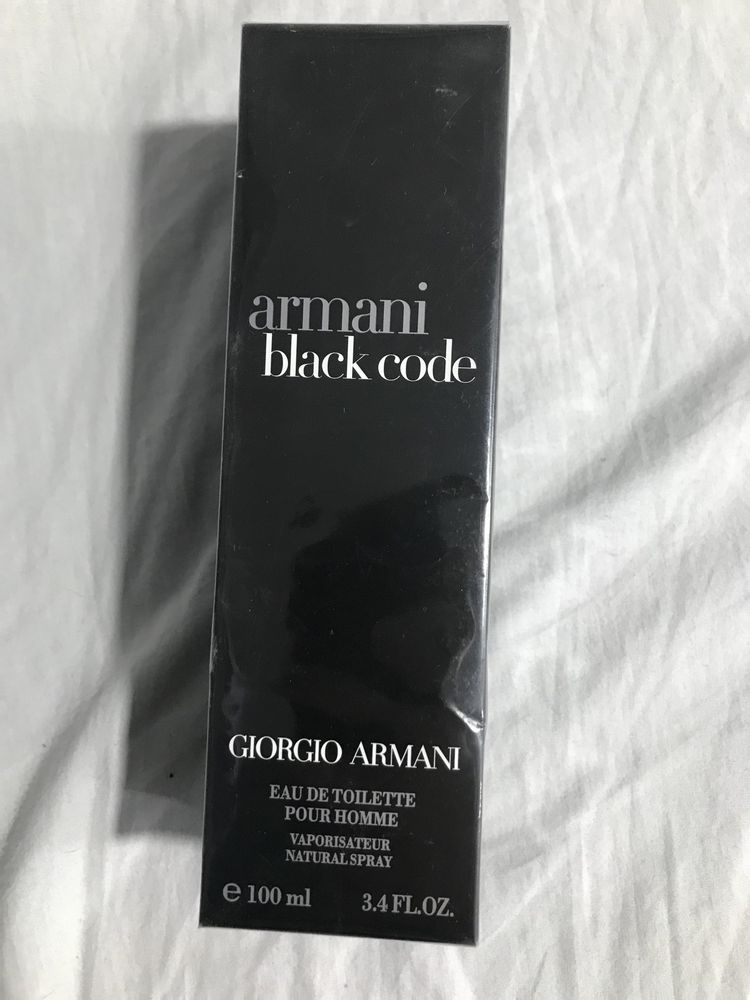 armani
black code
GIORGIO ARMANI
EAU DE TOILETTE
POUR HOMME
VAPORISATEUR
NATURAL SPRAY
℮ 100 ml 3.4 FL.OZ.